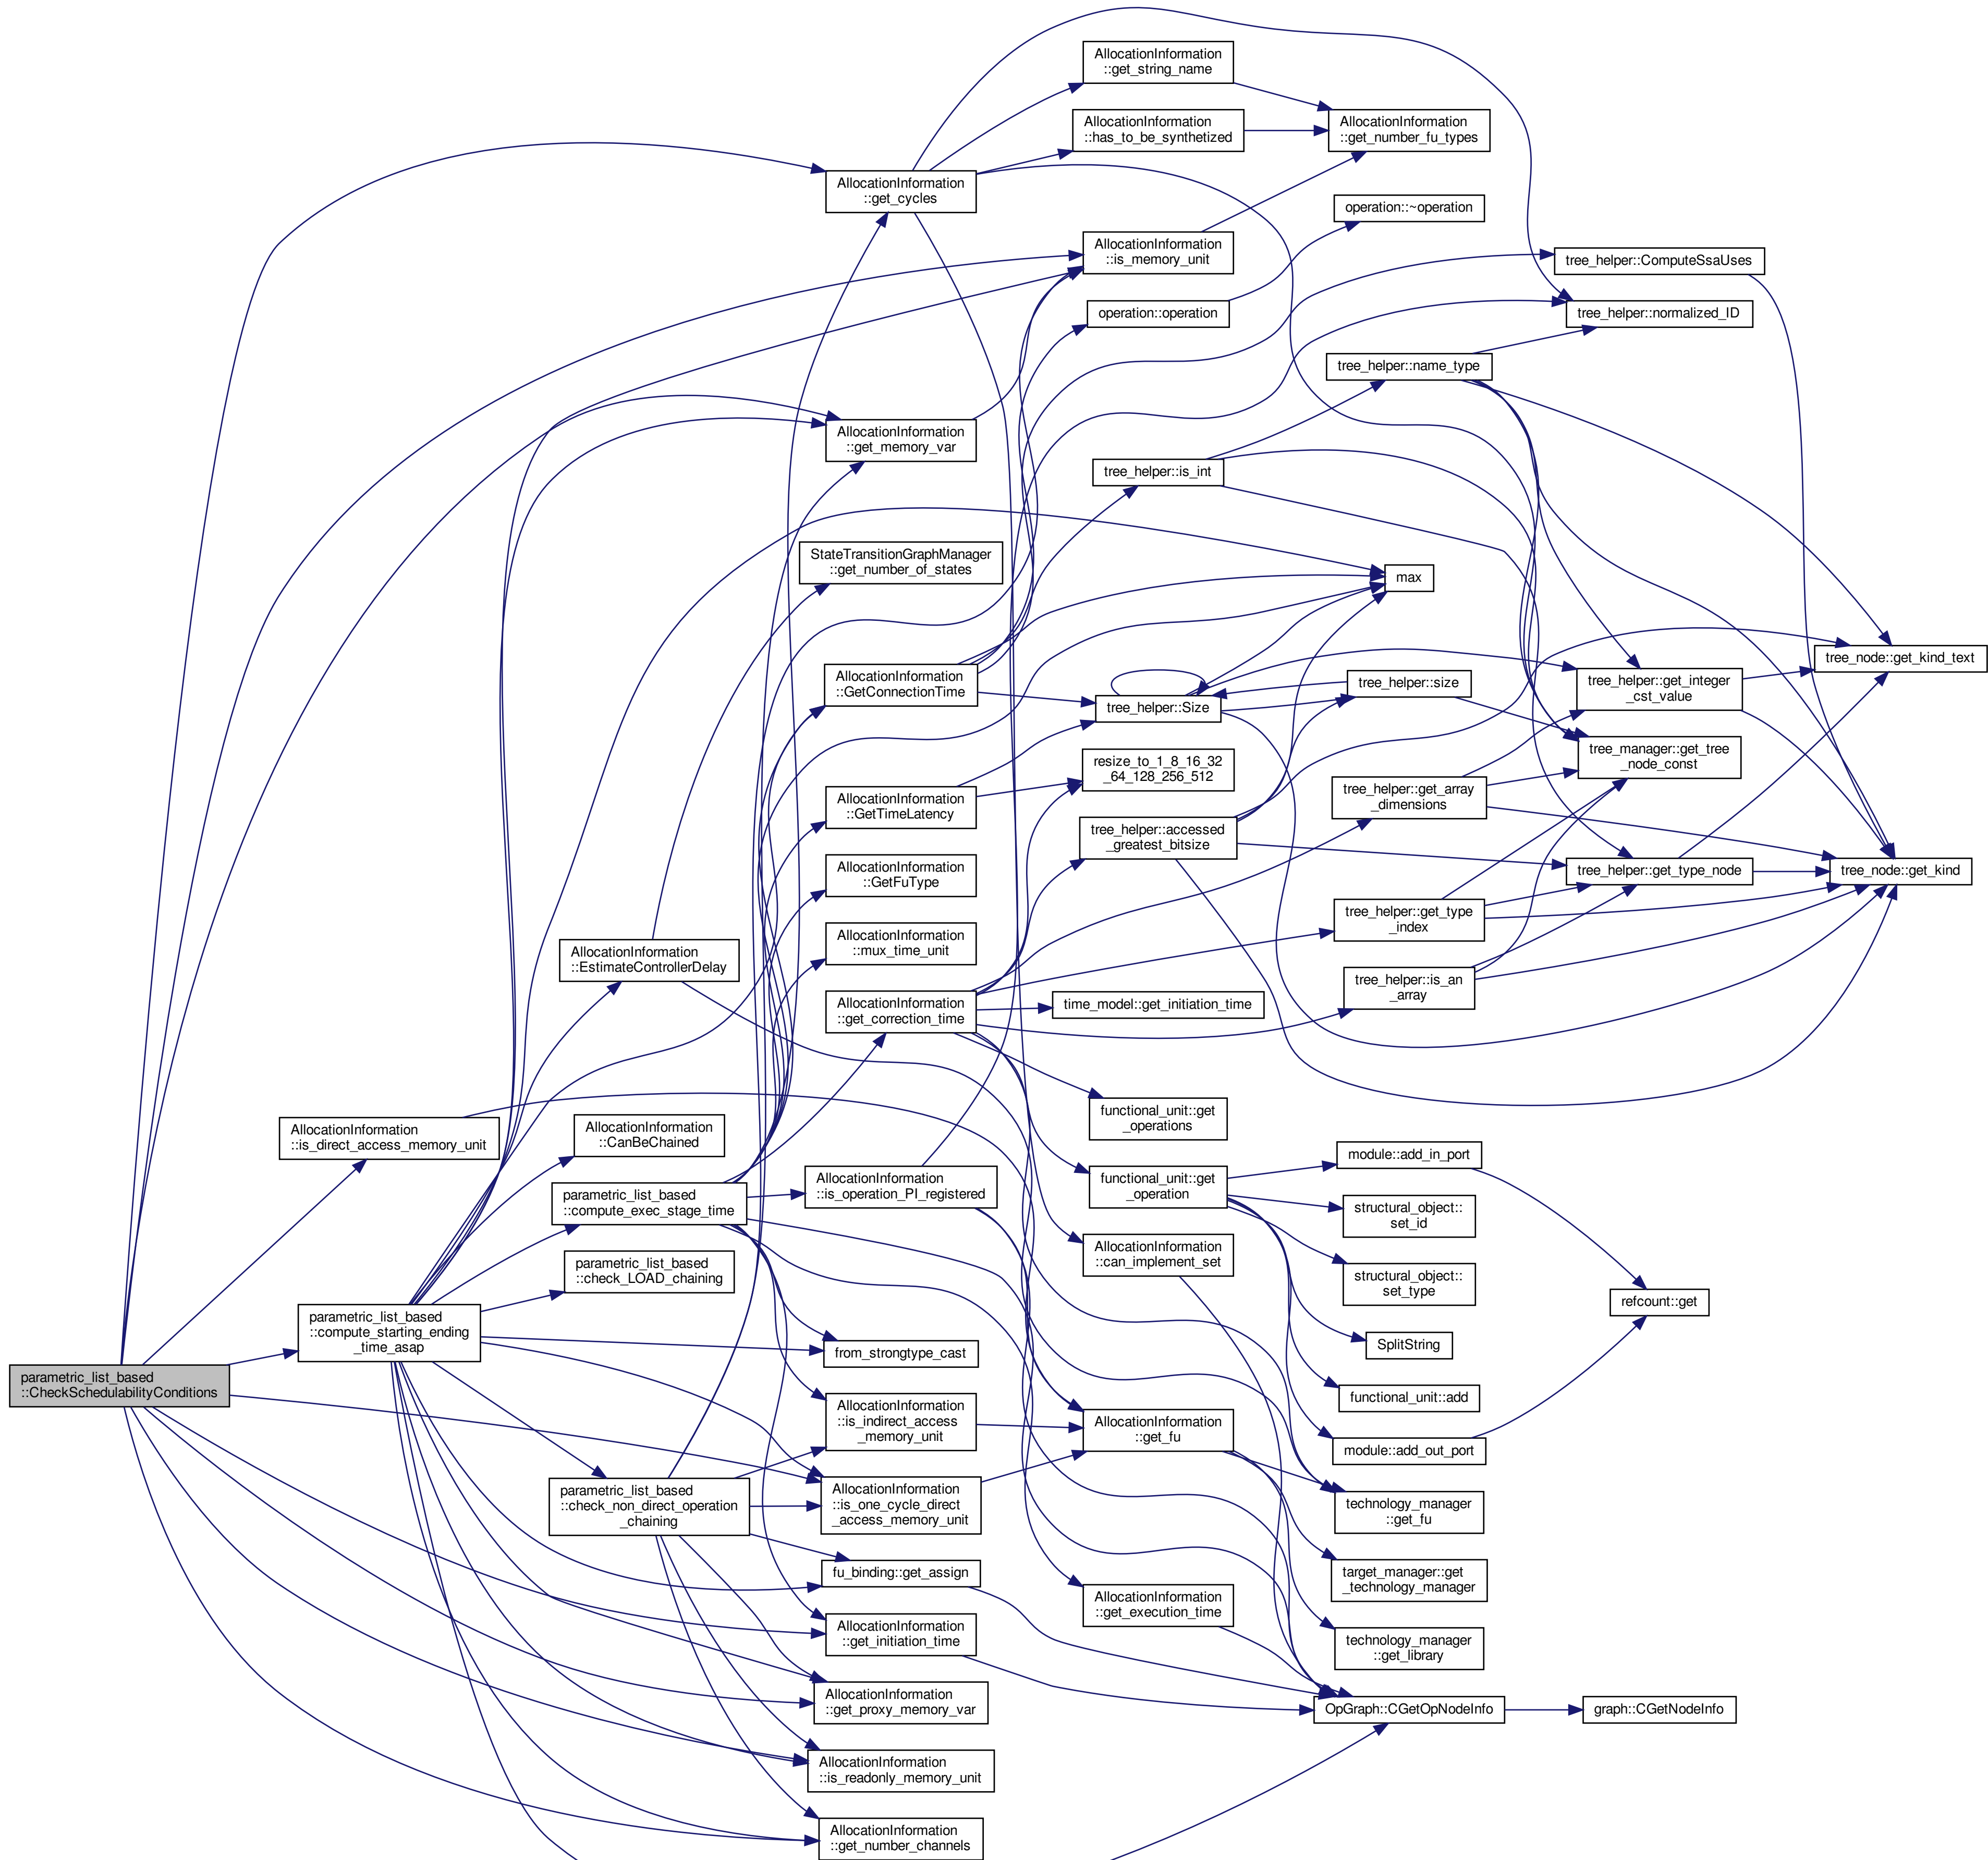 parametric_list_based
::CheckSchedulabilityConditions
AllocationInformation
::is_direct_access_memory_unit
parametric_list_based
::compute_starting_ending
_time_asap
AllocationInformation
::EstimateControllerDelay
AllocationInformation
::CanBeChained
parametric_list_based
::compute_exec_stage_time
parametric_list_based
::check_LOAD_chaining
parametric_list_based
::check_non_direct_operation
_chaining
AllocationInformation
::get_cycles
AllocationInformation
::get_memory_var
StateTransitionGraphManager
::get_number_of_states
AllocationInformation
::GetConnectionTime
AllocationInformation
::GetTimeLatency
AllocationInformation
::GetFuType
AllocationInformation
::mux_time_unit
AllocationInformation
::get_correction_time
AllocationInformation
::is_operation_PI_registered
from_strongtype_cast
AllocationInformation
::is_indirect_access
_memory_unit
AllocationInformation
::is_one_cycle_direct
_access_memory_unit
fu_binding::get_assign
AllocationInformation
::get_initiation_time
AllocationInformation
::get_proxy_memory_var
AllocationInformation
::is_readonly_memory_unit
AllocationInformation
::get_number_channels
AllocationInformation
::get_string_name
AllocationInformation
::has_to_be_synthetized
AllocationInformation
::is_memory_unit
operation::operation
tree_helper::is_int
tree_helper::Size
resize_to_1_8_16_32
_64_128_256_512
tree_helper::accessed
_greatest_bitsize
time_model::get_initiation_time
functional_unit::get
_operations
functional_unit::get
_operation
AllocationInformation
::can_implement_set
AllocationInformation
::get_fu
AllocationInformation
::get_execution_time
AllocationInformation
::get_number_fu_types
operation::~operation
tree_helper::name_type
max
tree_helper::size
tree_helper::get_array
_dimensions
tree_helper::get_type
_index
tree_helper::is_an
_array
module::add_in_port
structural_object::
set_id
structural_object::
set_type
SplitString
functional_unit::add
module::add_out_port
technology_manager
::get_fu
target_manager::get
_technology_manager
technology_manager
::get_library
OpGraph::CGetOpNodeInfo
tree_helper::ComputeSsaUses
tree_helper::normalized_ID
tree_helper::get_integer
_cst_value
tree_manager::get_tree
_node_const
tree_helper::get_type_node
refcount::get
graph::CGetNodeInfo
tree_node::get_kind_text
tree_node::get_kind